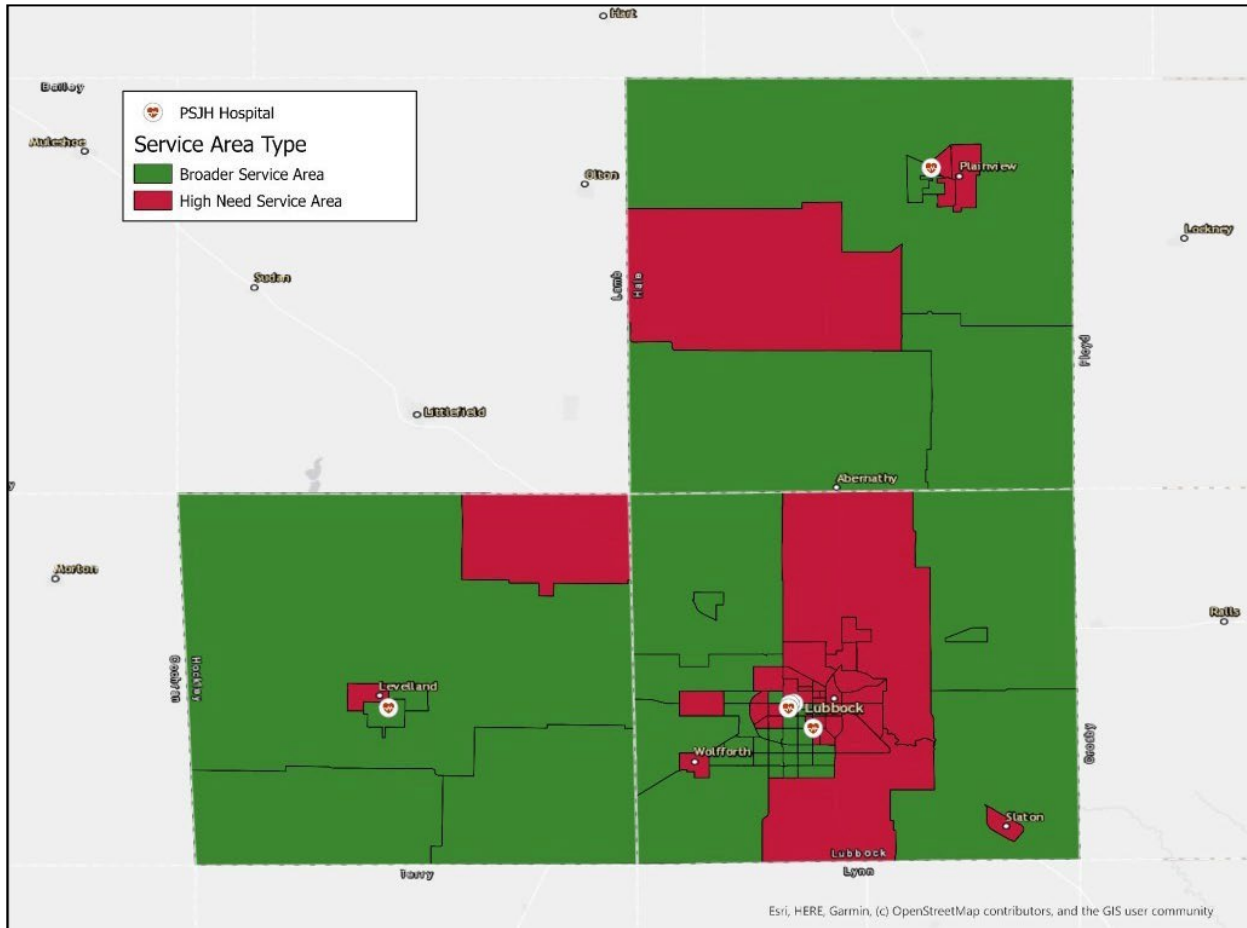 Hart
Bailey
Muleshoe
PSJH Hospital
Service Area Type
Broader Service Area
High Need Service Area
Olton
Plainview
Lockney
Sudan
Lamb
Hale
Floyd
Littlefield
Abernathy
Morton
Ralls
Hockley
Cochran
Levelland
Lubbock
Wolfforth
Crosby
Slaton
Lubbock
Lynn
Terry
Esri, HERE, Garmin, (c) OpenStreetMap contributors, and the GIS user community